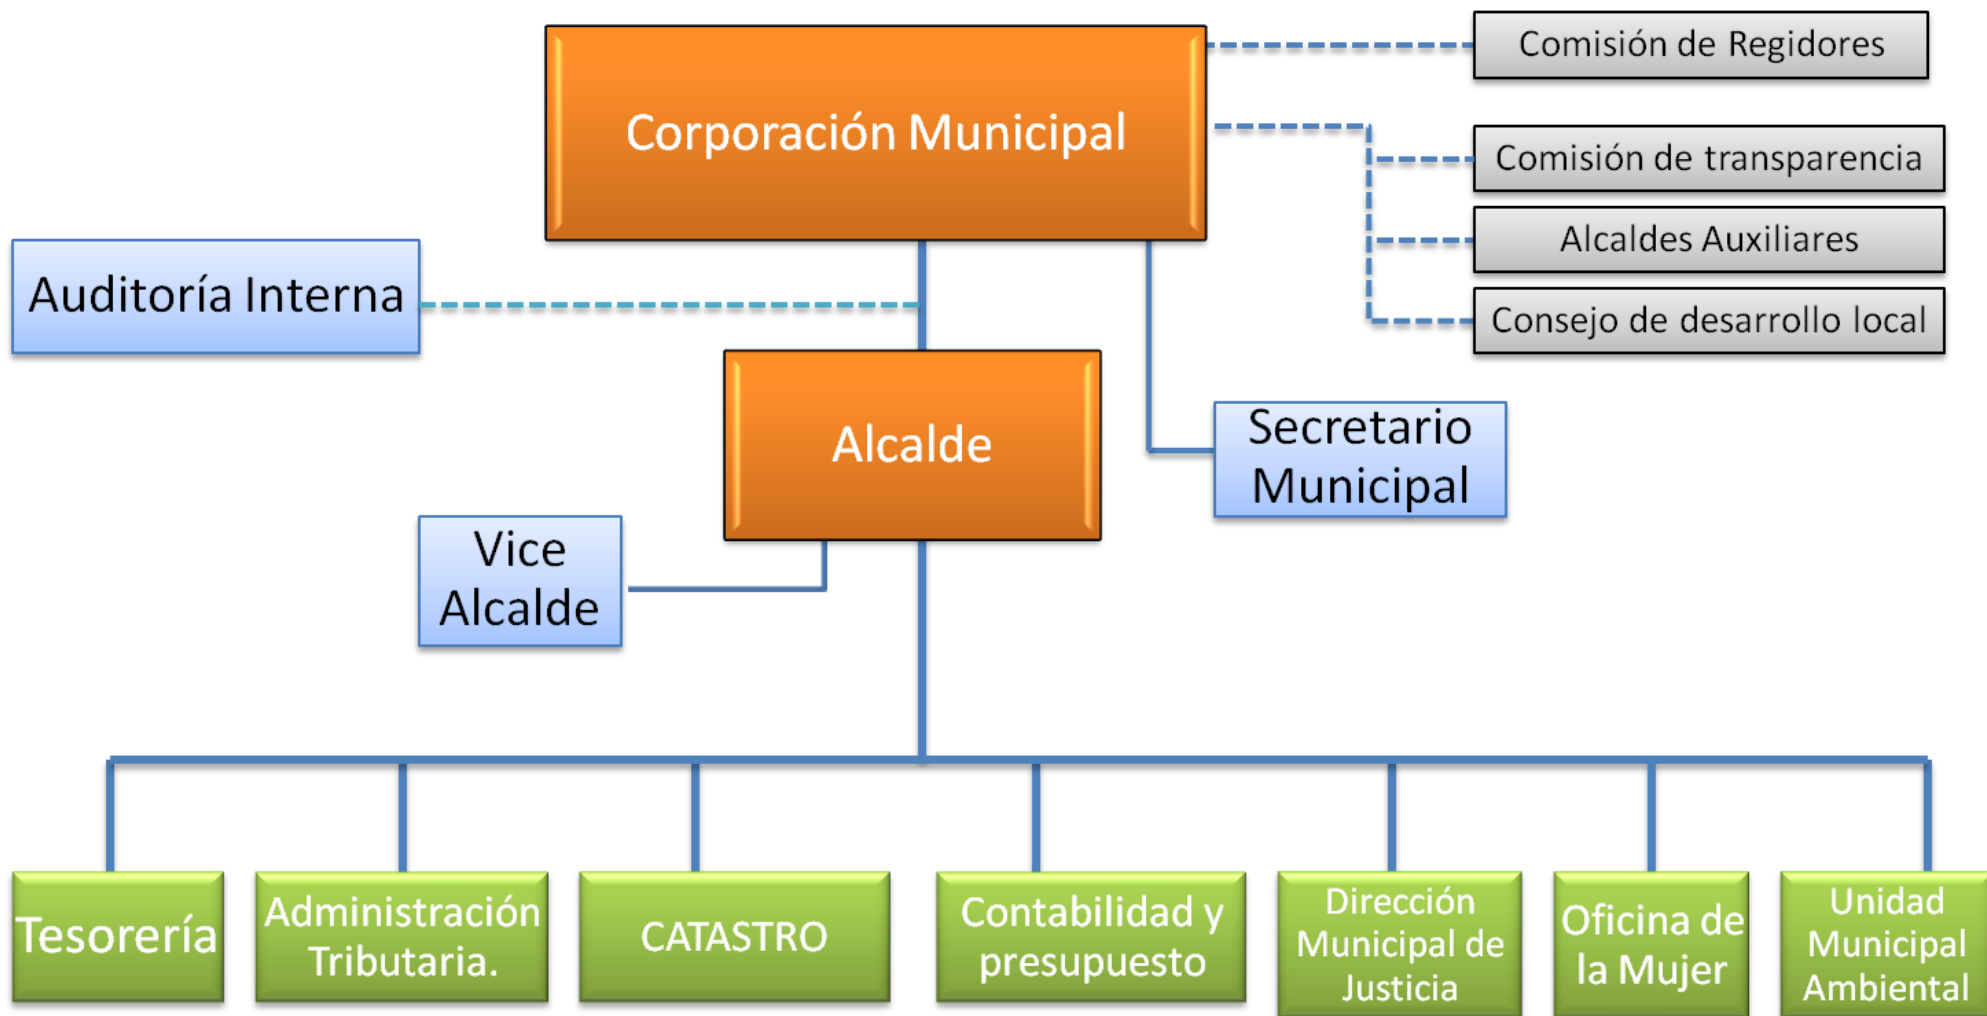 Comisión de Regidores
Corporación Municipal
Comisión de transparencia
Alcaldes Auxiliares
Auditoría Interna
Consejo de desarrollo local
Alcalde
Secretario
Municipal
Vice
Alcalde
Tesorería
Administración
Tributaria.
CATASTRO
Contabilidad y
presupuesto
Dirección
Municipal de
Justicia
Oficina de
la Mujer
Unidad
Municipal
Ambiental